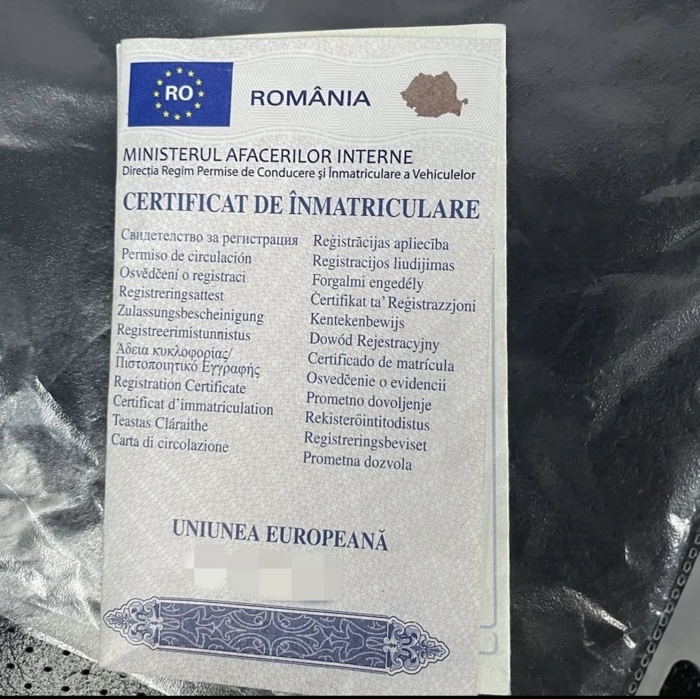 RO
ROMÂNIA
MINISTERUL AFACERILOR INTERNE
Direcția Regim Permise de Conducere și Înmatriculare a Vehiculelor
CERTIFICAT DE ÎNMATRICULARE
Свидетелство за регистрация
Permiso de circulación
Osvědčení o registraci
Registreringsattest
Zulassungsbescheinigung
Registreerimistunnistus
Άδεια κυκλοφορίας/
Πιστοποιητικό Εγγραφής
Registration Certificate
Certificat d'immatriculation
Teastas Cláraithe
Carta di circolazione
Reģistrācijas apliecība
Registracijos liudijimas
Forgalmi engedély
Ċertifikat ta' Reġistrazzjoni
Kentekenbewijs
Dowód Rejestracyjny
Certificado de matrícula
Osvedčenie o evidencii
Prometno dovoljenje
Rekisteröintitodistus
Registreringsbeviset
Prometna dozvola
UNIUNEA EUROPEANĂ